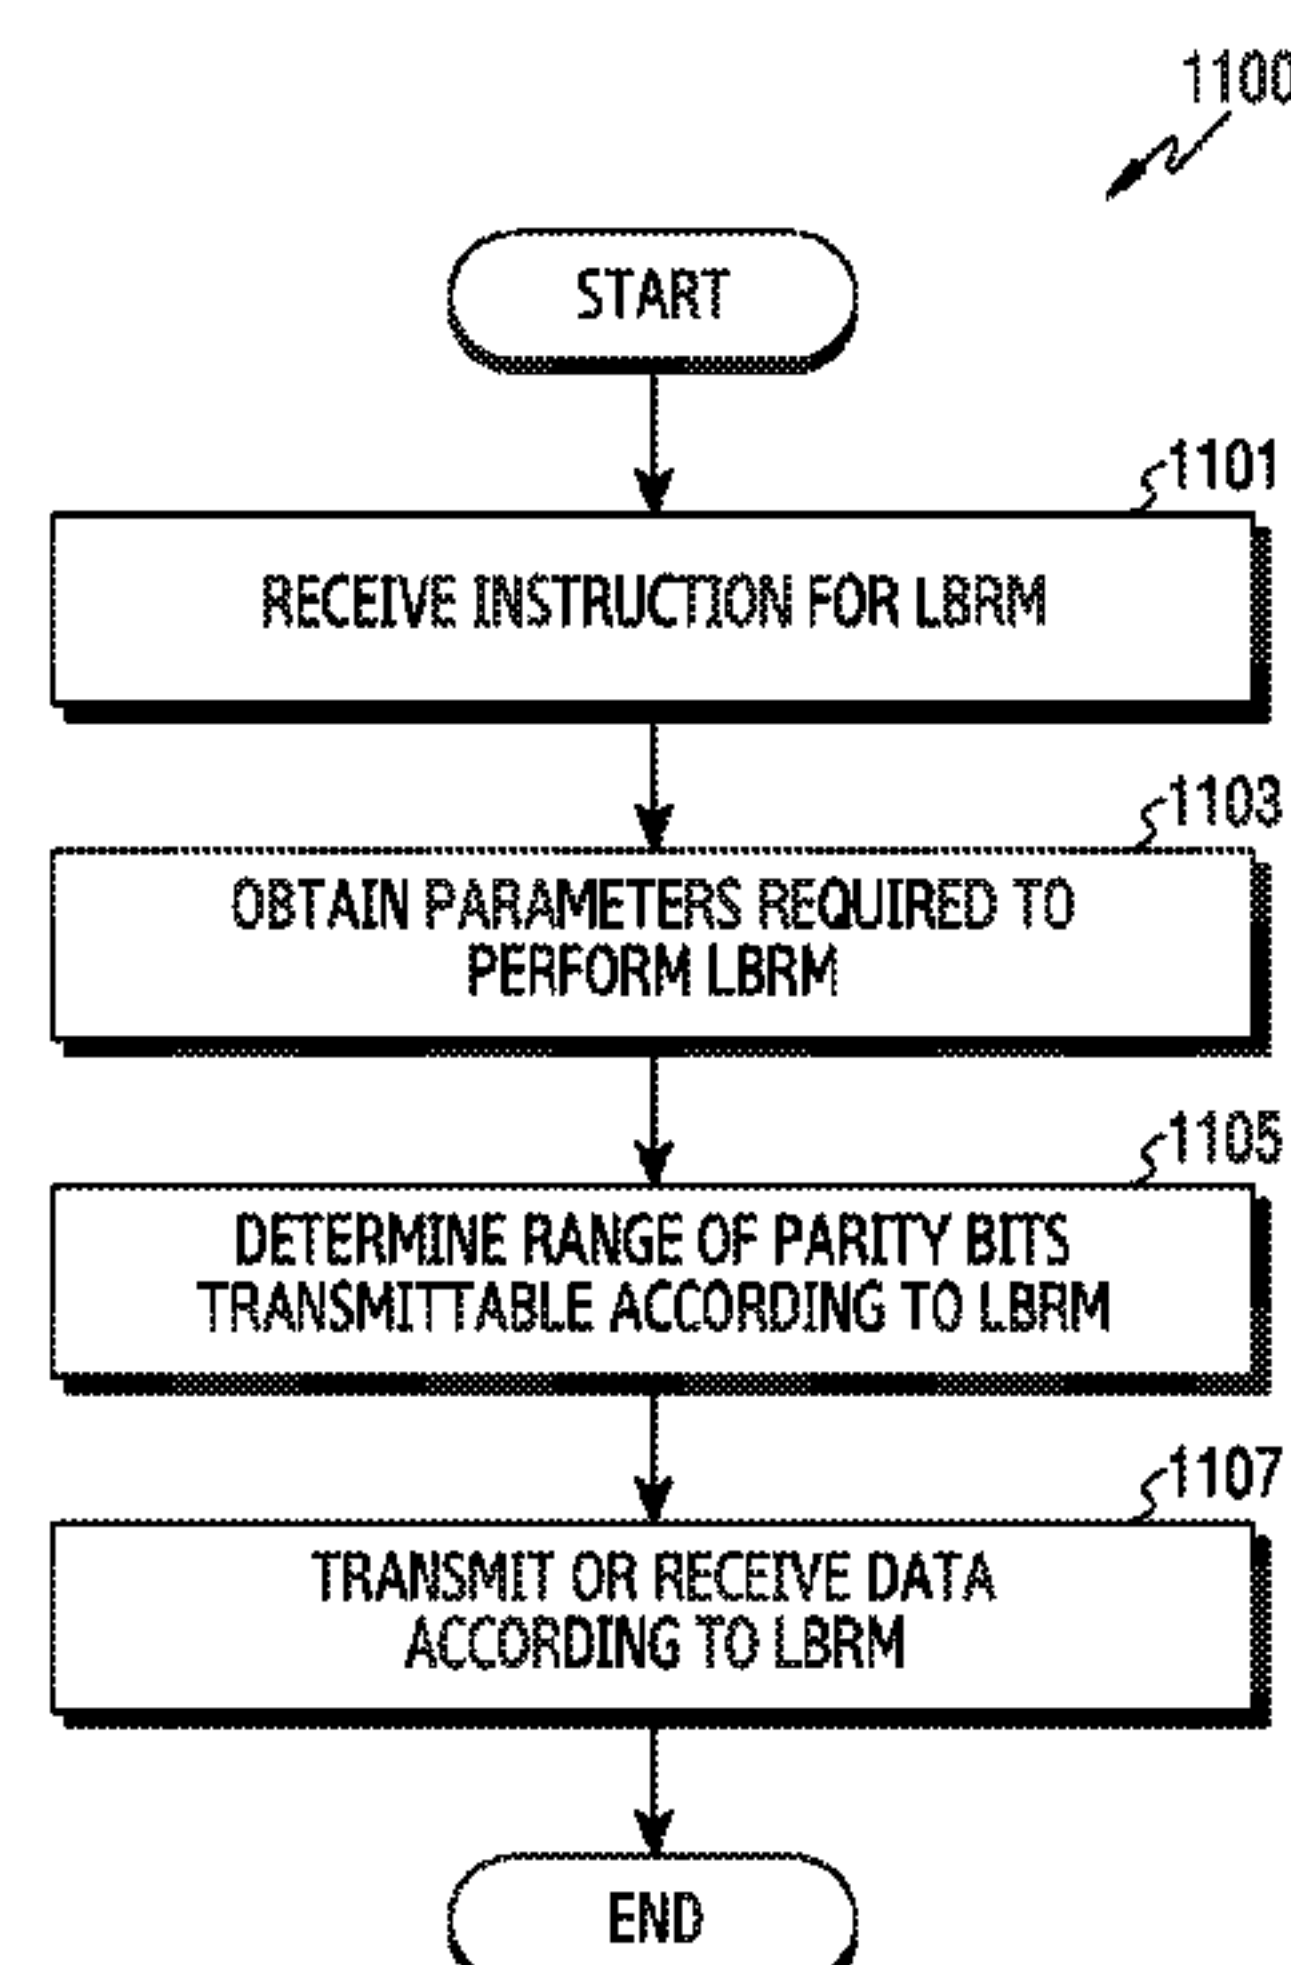 1100
START
1101
RECEIVE INSTRUCTION FOR LBRM
1103
OBTAIN PARAMETERS REQUIRED TO
PERFORM LBRM
1105
DETERMINE RANGE OF PARITY BITS
TRANSMITTABLE ACCORDING TO LBRM
1107
TRANSMIT OR RECEIVE DATA
ACCORDING TO LBRM
END